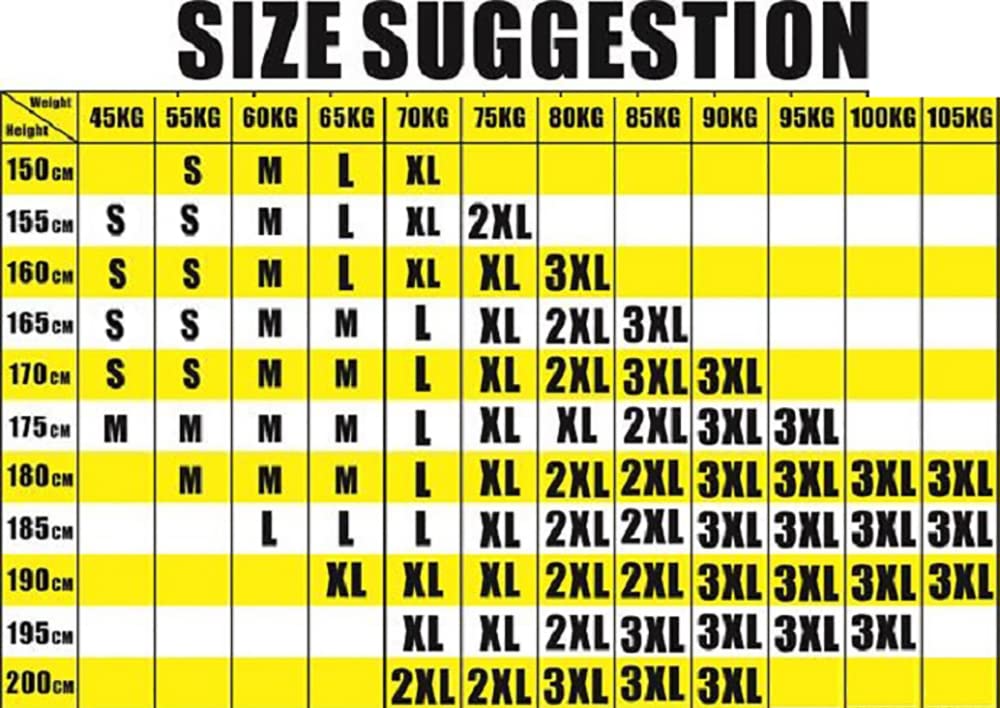 SIZE SUGGESTION
Weight
Height
45KG 55KG 60KG 65KG 70KG 75KG 80KG 85KG 90KG 95KG 100KG 105KG
150CM S M L XL
155CM S S M L XL 2XL
160CM S S M L XL XL 3XL
165CM S S M M L XL 2XL 3XL
170CM S S M M L XL 2XL 3XL 3XL
175CM M M M M L XL XL 2XL 3XL 3XL
180CM M M M L XL 2XL 2XL 3XL 3XL 3XL 3XL
185CM L L L XL 2XL 2XL 3XL 3XL 3XL 3XL
190CM XL XL XL 2XL 2XL 3XL 3XL 3XL 3XL
195CM XL XL 2XL 3XL 3XL 3XL 3XL
200CM 2XL 2XL 3XL 3XL 3XL